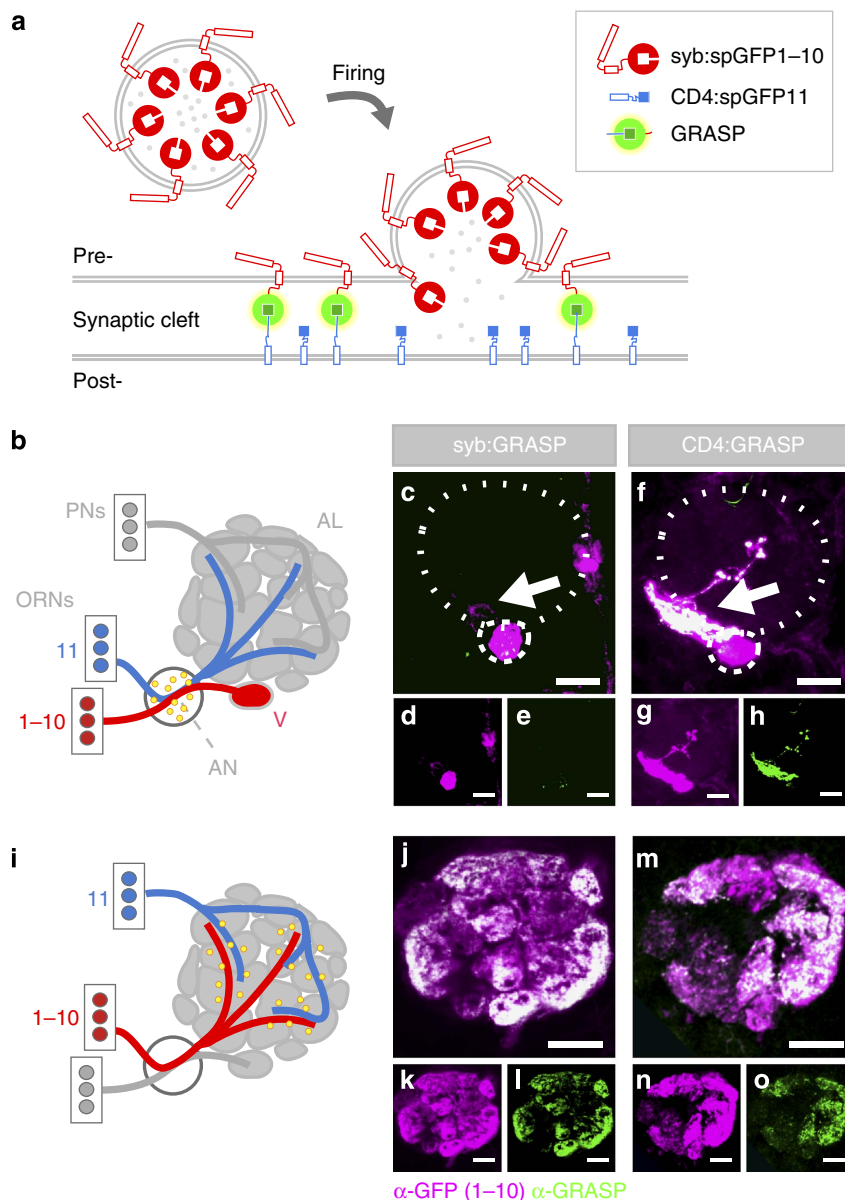 a
Firing
syb:spGFP1–10
CD4:spGFP11
GRASP
Pre-
Synaptic cleft
Post-
b
syb:GRASP
CD4:GRASP
PNs
AL
ORNs
11
1–10
V
AN
c
f
d
e
g
h
i
11
1–10
j
m
k
l
n
o
α-GFP (1–10) α-GRASP